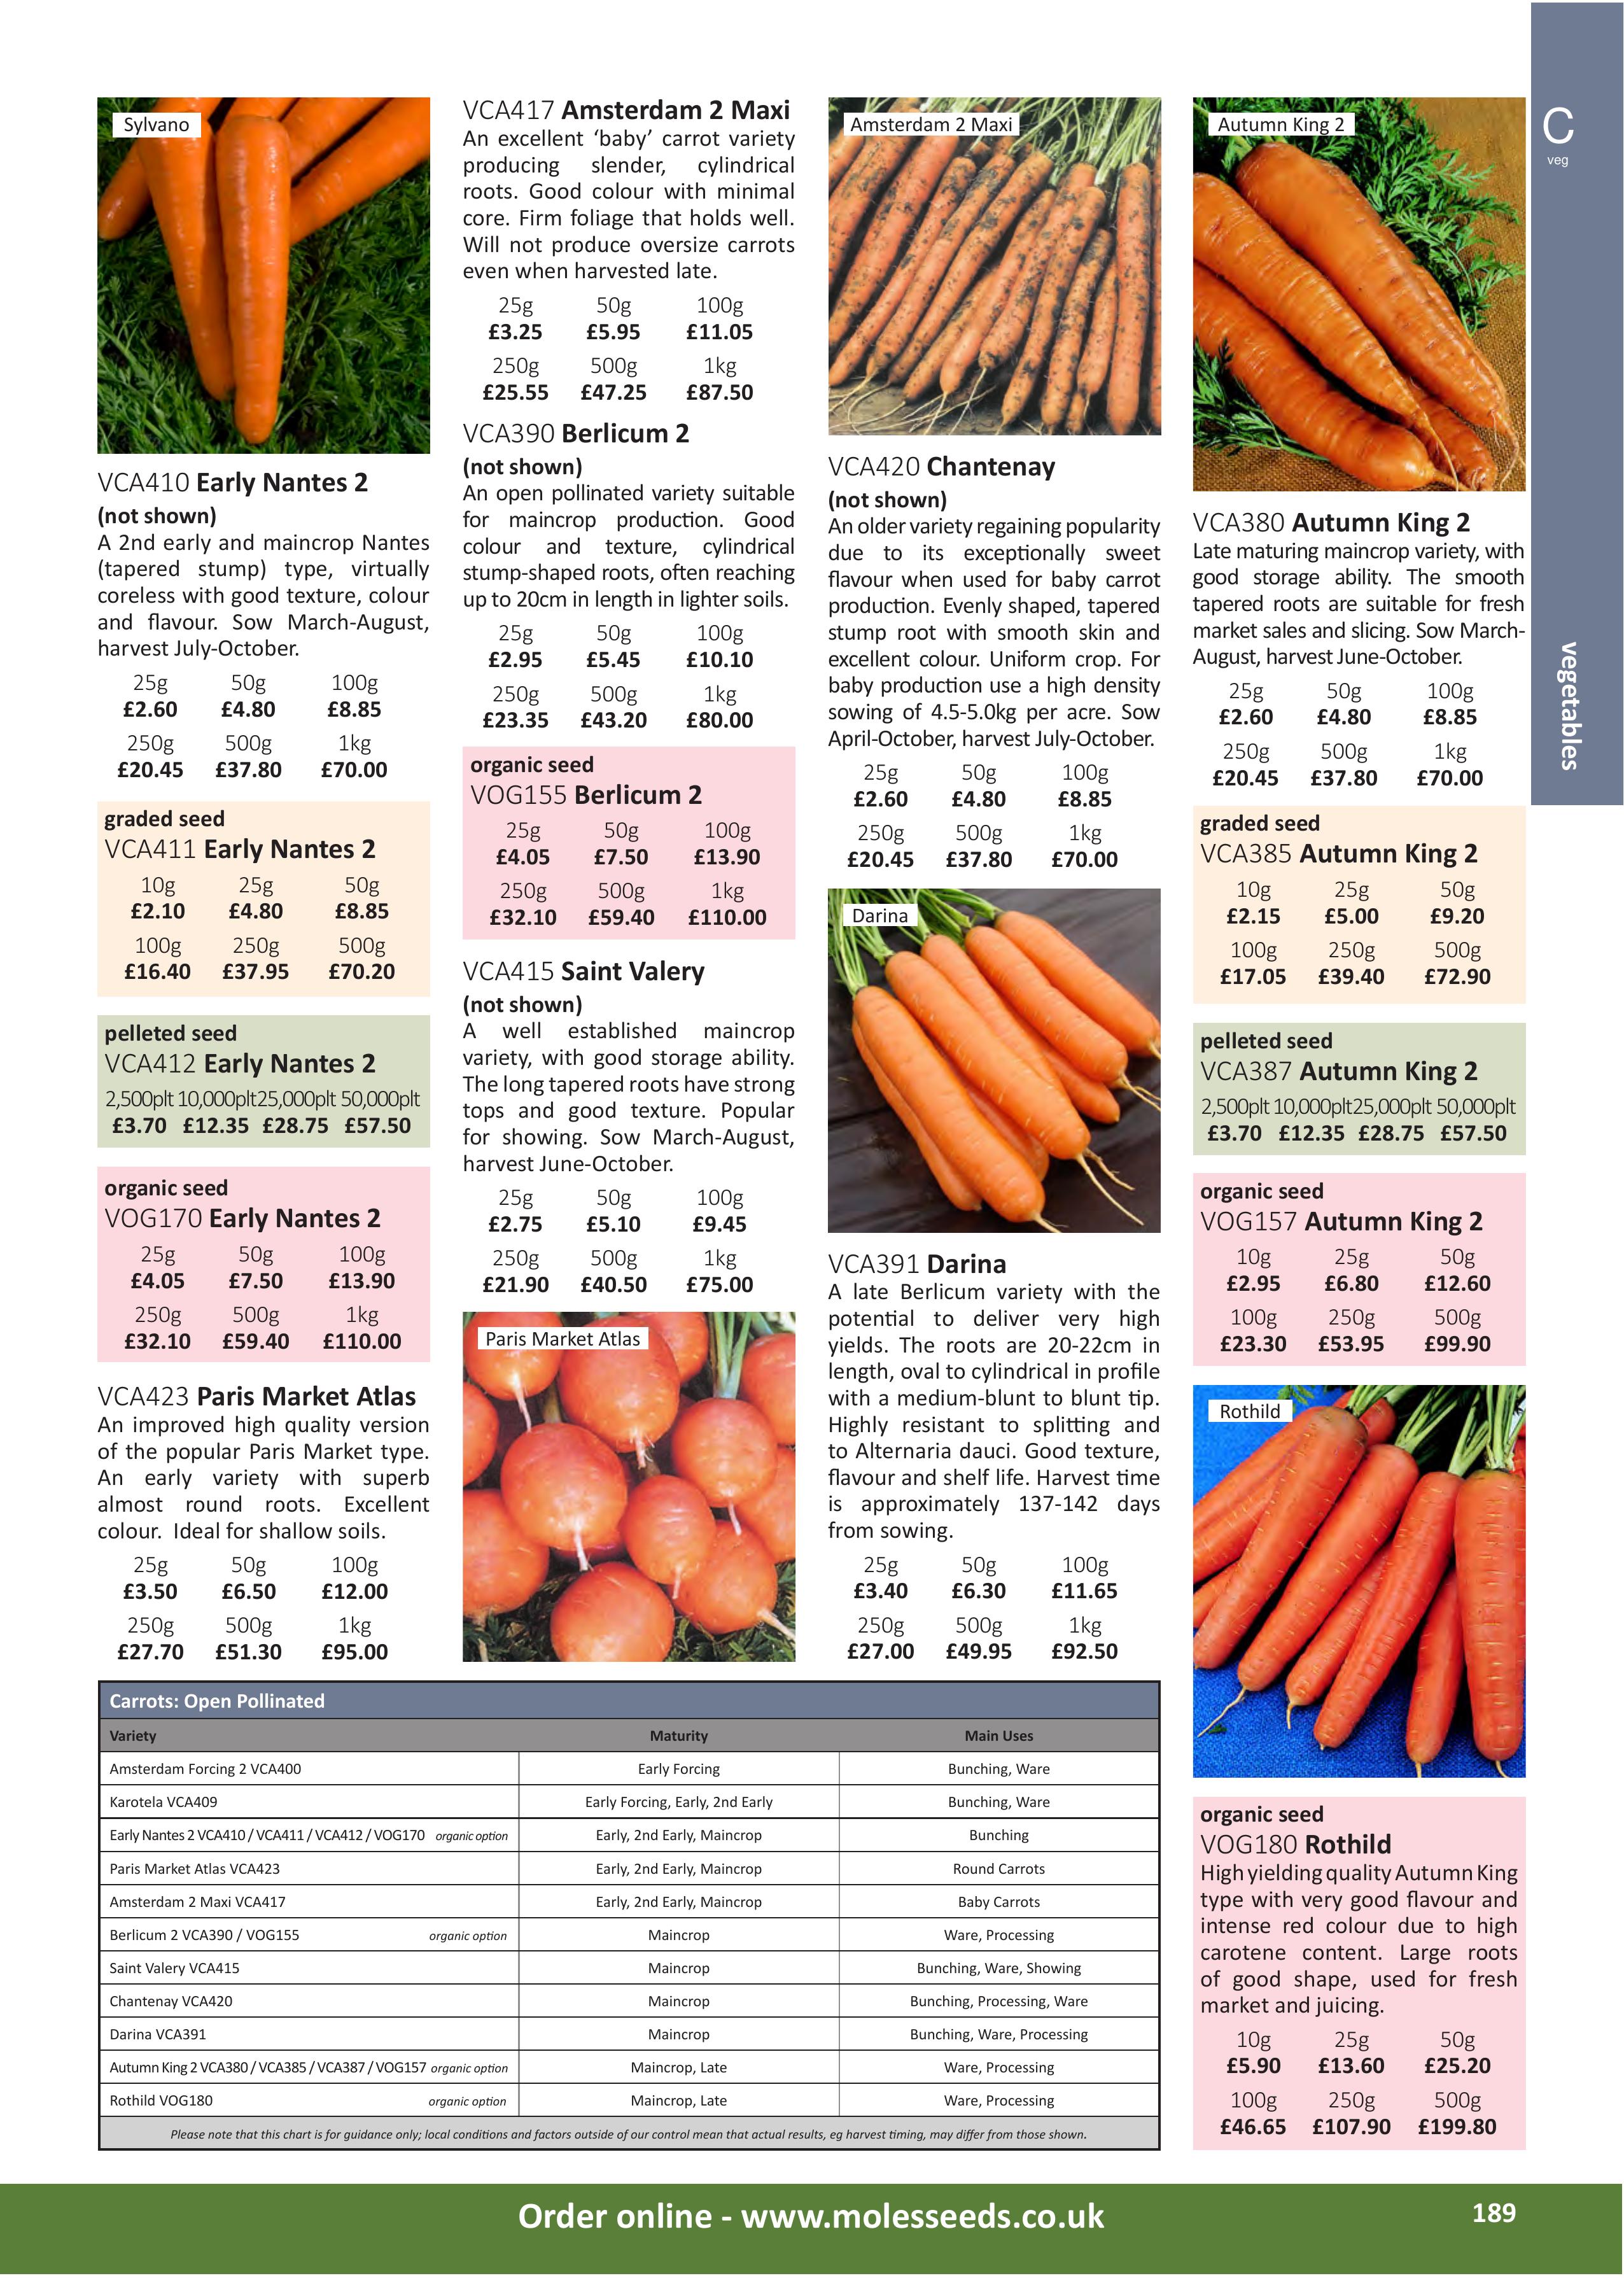 Sylvano
VCA410 Early Nantes 2
(not shown)
A 2nd early and maincrop Nantes
(tapered stump) type, virtually
coreless with good texture, colour
and flavour. Sow March-August,
harvest July-October.
25g 50g 100g
£2.60 £4.80 £8.85
250g 500g 1kg
£20.45 £37.80 £70.00
graded seed
VCA411 Early Nantes 2
10g 25g 50g
£2.10 £4.80 £8.85
100g 250g 500g
£16.40 £37.95 £70.20
pelleted seed
VCA412 Early Nantes 2
2,500plt 10,000plt 25,000plt 50,000plt
£3.70 £12.35 £28.75 £57.50
organic seed
VOG170 Early Nantes 2
25g 50g 100g
£4.05 £7.50 £13.90
250g 500g 1kg
£32.10 £59.40 £110.00
VCA423 Paris Market Atlas
An improved high quality version
of the popular Paris Market type.
An early variety with superb
almost round roots. Excellent
colour. Ideal for shallow soils.
25g 50g 100g
£3.50 £6.50 £12.00
250g 500g 1kg
£27.70 £51.30 £95.00
VCA417 Amsterdam 2 Maxi
An excellent ‘baby’ carrot variety
producing slender, cylindrical
roots. Good colour with minimal
core. Firm foliage that holds well.
Will not produce oversize carrots
even when harvested late.
25g 50g 100g
£3.25 £5.95 £11.05
250g 500g 1kg
£25.55 £47.25 £87.50
VCA390 Berlicum 2
(not shown)
An open pollinated variety suitable
for maincrop production. Good
colour and texture, cylindrical
stump-shaped roots, often reaching
up to 20cm in length in lighter soils.
25g 50g 100g
£2.95 £5.45 £10.10
250g 500g 1kg
£23.35 £43.20 £80.00
organic seed
VOG155 Berlicum 2
25g 50g 100g
£4.05 £7.50 £13.90
250g 500g 1kg
£32.10 £59.40 £110.00
VCA415 Saint Valery
(not shown)
A well established maincrop
variety, with good storage ability.
The long tapered roots have strong
tops and good texture. Popular
for showing. Sow March-August,
harvest June-October.
25g 50g 100g
£2.75 £5.10 £9.45
250g 500g 1kg
£21.90 £40.50 £75.00
Paris Market Atlas
Amsterdam 2 Maxi
VCA420 Chantenay
(not shown)
An older variety regaining popularity
due to its exceptionally sweet
flavour when used for baby carrot
production. Evenly shaped, tapered
stump root with smooth skin and
excellent colour. Uniform crop. For
baby production use a high density
sowing of 4.5-5.0kg per acre. Sow
April-October, harvest July-October.
25g 50g 100g
£2.60 £4.80 £8.85
250g 500g 1kg
£20.45 £37.80 £70.00
Darina
VCA391 Darina
A late Berlicum variety with the
potential to deliver very high
yields. The roots are 20-22cm in
length, oval to cylindrical in profile
with a medium-blunt to blunt tip.
Highly resistant to splitting and
to Alternaria dauci. Good texture,
flavour and shelf life. Harvest time
is approximately 137-142 days
from sowing.
25g 50g 100g
£3.40 £6.30 £11.65
250g 500g 1kg
£27.00 £49.95 £92.50
Autumn King 2
VCA380 Autumn King 2
Late maturing maincrop variety, with
good storage ability. The smooth
tapered roots are suitable for fresh
market sales and slicing. Sow March-
August, harvest June-October.
25g 50g 100g
£2.60 £4.80 £8.85
250g 500g 1kg
£20.45 £37.80 £70.00
graded seed
VCA385 Autumn King 2
10g 25g 50g
£2.15 £5.00 £9.20
100g 250g 500g
£17.05 £39.40 £72.90
pelleted seed
VCA387 Autumn King 2
2,500plt 10,000plt 25,000plt 50,000plt
£3.70 £12.35 £28.75 £57.50
organic seed
VOG157 Autumn King 2
10g 25g 50g
£2.95 £6.80 £12.60
100g 250g 500g
£23.30 £53.95 £99.90
Rothild
organic seed
VOG180 Rothild
High yielding quality Autumn King
type with very good flavour and
intense red colour due to high
carotene content. Large roots
of good shape, used for fresh
market and juicing.
10g 25g 50g
£5.90 £13.60 £25.20
100g 250g 500g
£46.65 £107.90 £199.80
C
veg
vegetables
Carrots: Open Pollinated
Variety Maturity Main Uses
Amsterdam Forcing 2 VCA400 Early Forcing Bunching, Ware
Karotela VCA409 Early Forcing, Early, 2nd Early Bunching, Ware
Early Nantes 2 VCA410 / VCA411 / VCA412 / VOG170 organic option Early, 2nd Early, Maincrop Bunching
Paris Market Atlas VCA423 Early, 2nd Early, Maincrop Round Carrots
Amsterdam 2 Maxi VCA417 Early, 2nd Early, Maincrop Baby Carrots
Berlicum 2 VCA390 / VOG155 organic option Maincrop Ware, Processing
Saint Valery VCA415 Maincrop Bunching, Ware, Showing
Chantenay VCA420 Maincrop Bunching, Processing, Ware
Darina VCA391 Maincrop Bunching, Ware, Processing
Autumn King 2 VCA380 / VCA385 / VCA387 / VOG157 organic option Maincrop, Late Ware, Processing
Rothild VOG180 organic option Maincrop, Late Ware, Processing
Please note that this chart is for guidance only; local conditions and factors outside of our control mean that actual results, eg harvest timing, may differ from those shown.
Order online - www.molesseeds.co.uk
189